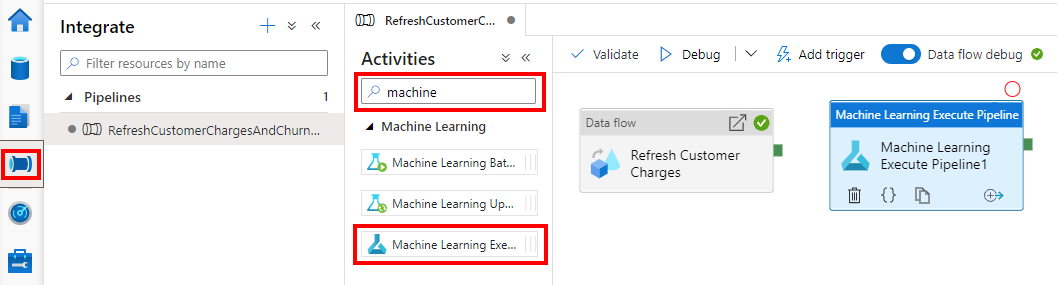 Integrate
Filter resources by name
Pipelines 1
RefreshCustomerChargesAndChurn...
RefreshCustomerC...
Activities
machine
Machine Learning
Machine Learning Bat...
Machine Learning Up...
Machine Learning Exe...
Validate Debug Add trigger Data flow debug
Data flow
Refresh Customer
Charges
Machine Learning Execute Pipeline
Machine Learning
Execute Pipeline1
{}